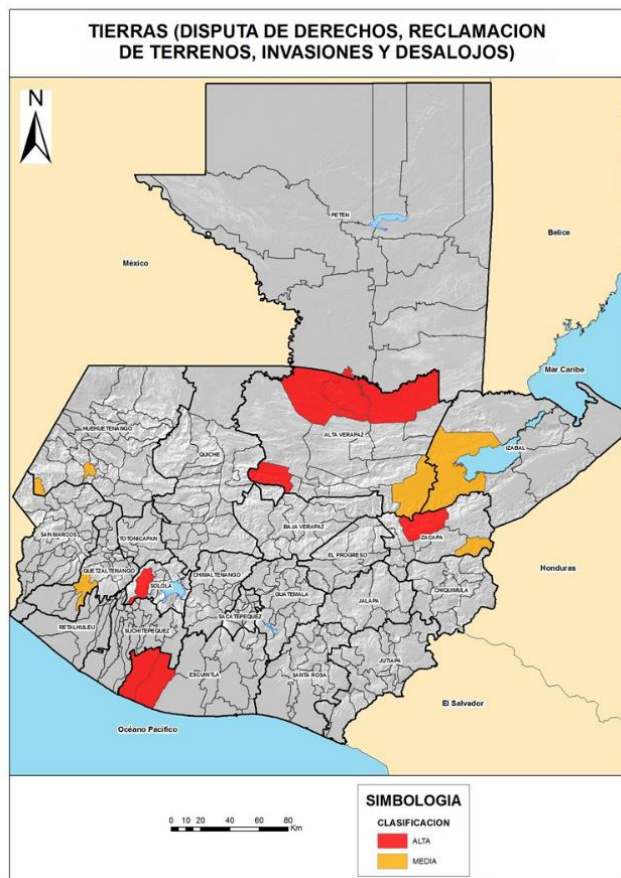 TIERRAS (DISPUTA DE DERECHOS, RECLAMACION
DE TERRENOS, INVASIONES Y DESALOJOS)
N
PETEN
Belice
México
Mar Caribe
HUEHUETENANGO
ALTA VERAPAZ
IZABAL
QUICHE
SAN MARCOS
BAJA VERAPAZ
ZACAPA
TOTONICAPAN
EL PROGRESO
Honduras
QUETZALTENANGO
CHIMALTENANGO
SOLOLA
GUATEMALA
CHIQUIMULA
JALAPA
SACATEPEQUEZ
RETALHULEU
SUCHITEPEQUEZ
JUTIAPA
ESCUINTLA
SANTA ROSA
El Salvador
Océano Pacífico
SIMBOLOGIA
CLASIFICACION
ALTA
MEDIA
0 10 20 40 60 80
Km